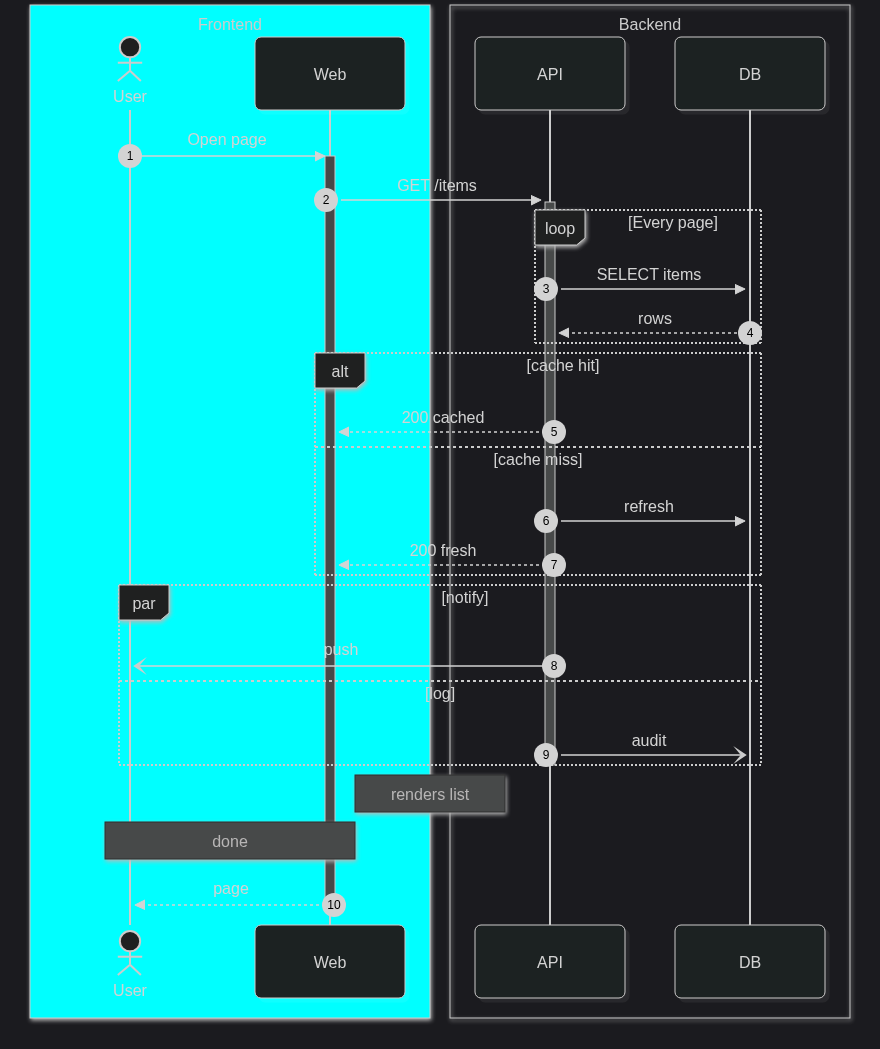 Frontend
Backend
User
Web
API
DB
Open page
1
GET /items
2
loop
[Every page]
SELECT items
3
rows
4
alt
[cache hit]
200 cached
5
[cache miss]
refresh
6
200 fresh
7
par
[notify]
push
8
[log]
audit
9
renders list
done
page
10
User
Web
API
DB